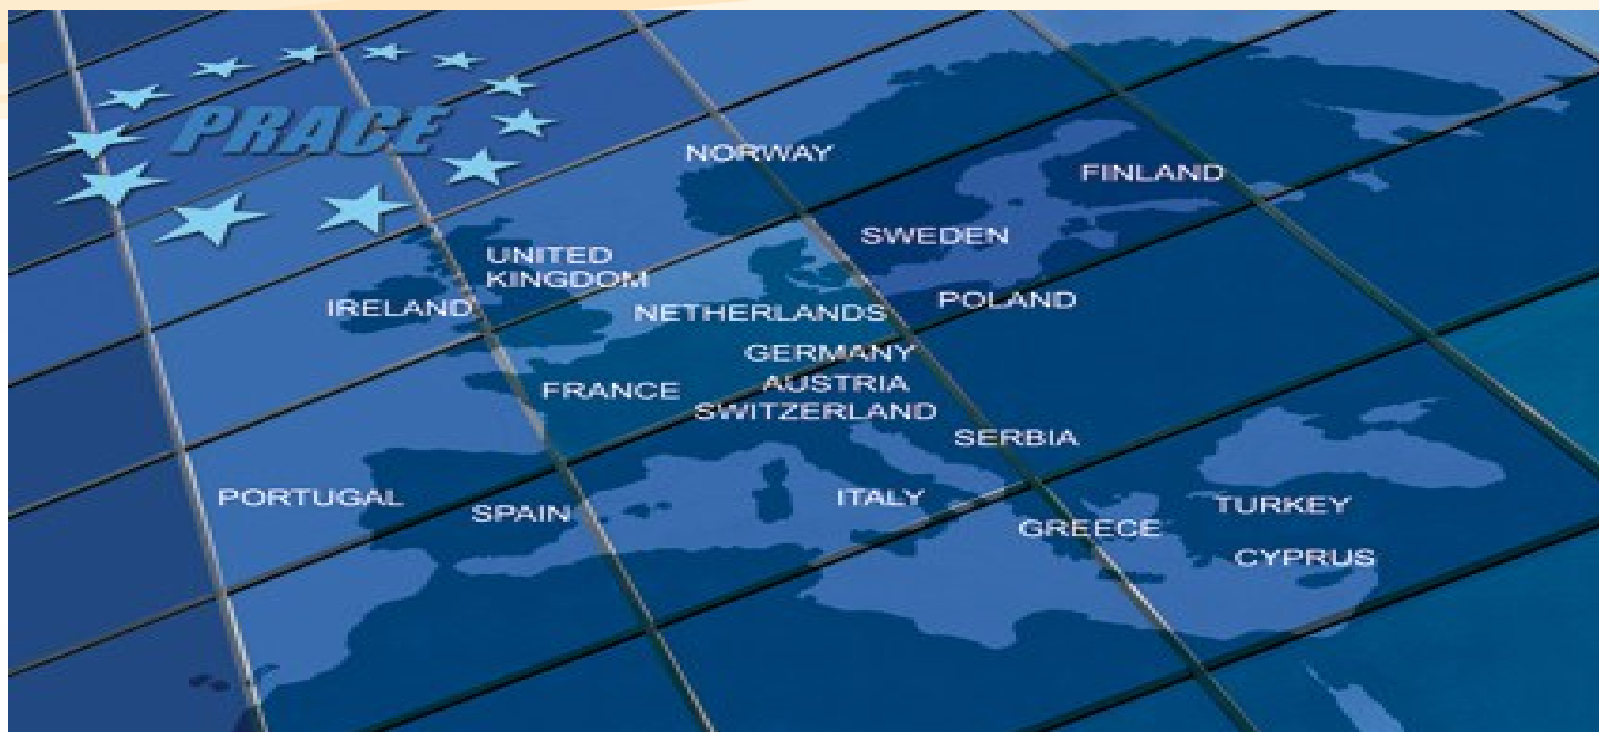 PRACE
NORWAY
FINLAND
SWEDEN
UNITED
KINGDOM
IRELAND
NETHERLANDS
POLAND
GERMANY
AUSTRIA
FRANCE
SWITZERLAND
SERBIA
PORTUGAL
SPAIN
ITALY
GREECE
TURKEY
CYPRUS